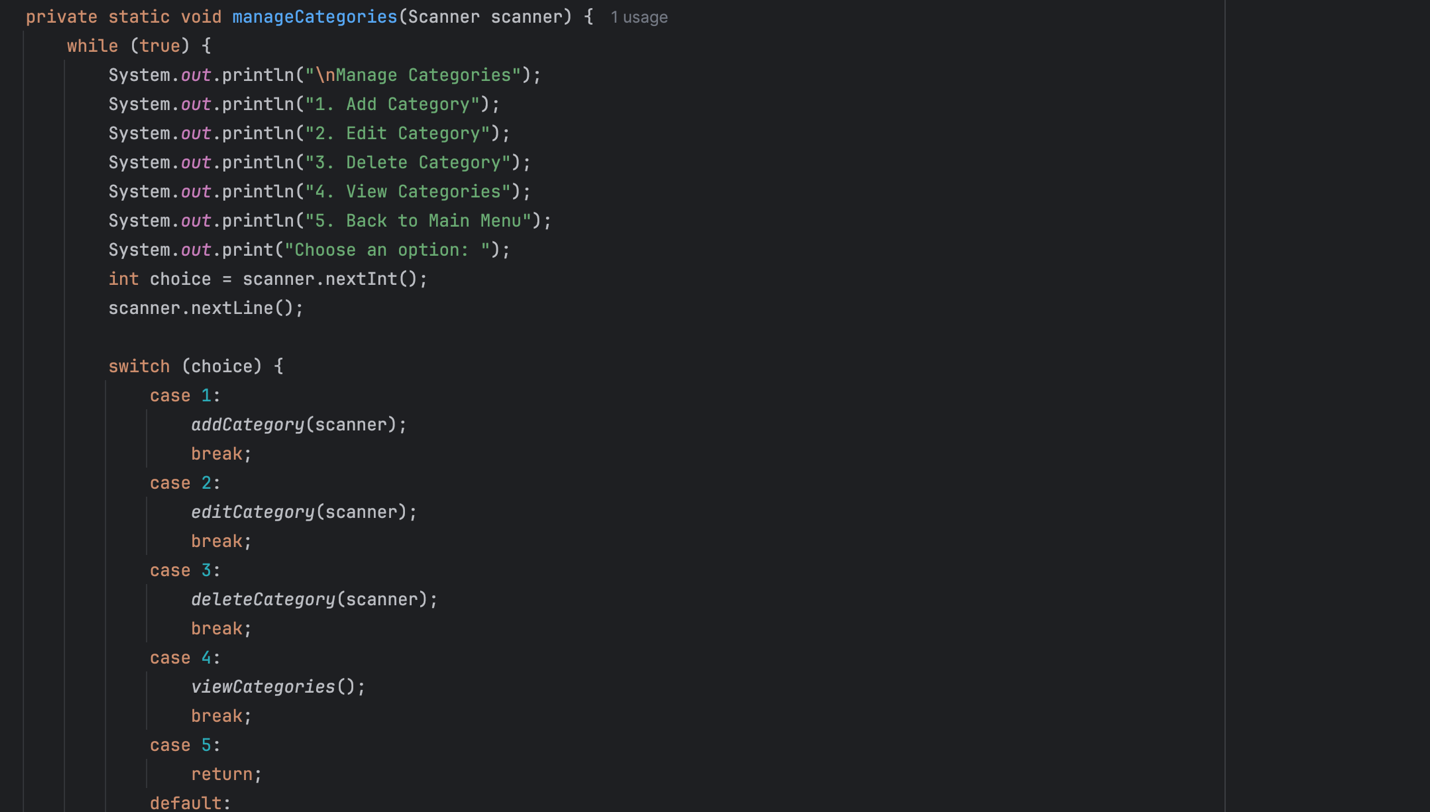 private static void manageCategories(Scanner scanner) {  1 usage
    while (true) {
        System.out.println("\nManage Categories");
        System.out.println("1. Add Category");
        System.out.println("2. Edit Category");
        System.out.println("3. Delete Category");
        System.out.println("4. View Categories");
        System.out.println("5. Back to Main Menu");
        System.out.print("Choose an option: ");
        int choice = scanner.nextInt();
        scanner.nextLine();

        switch (choice) {
            case 1:
                addCategory(scanner);
                break;
            case 2:
                editCategory(scanner);
                break;
            case 3:
                deleteCategory(scanner);
                break;
            case 4:
                viewCategories();
                break;
            case 5:
                return;
            default: